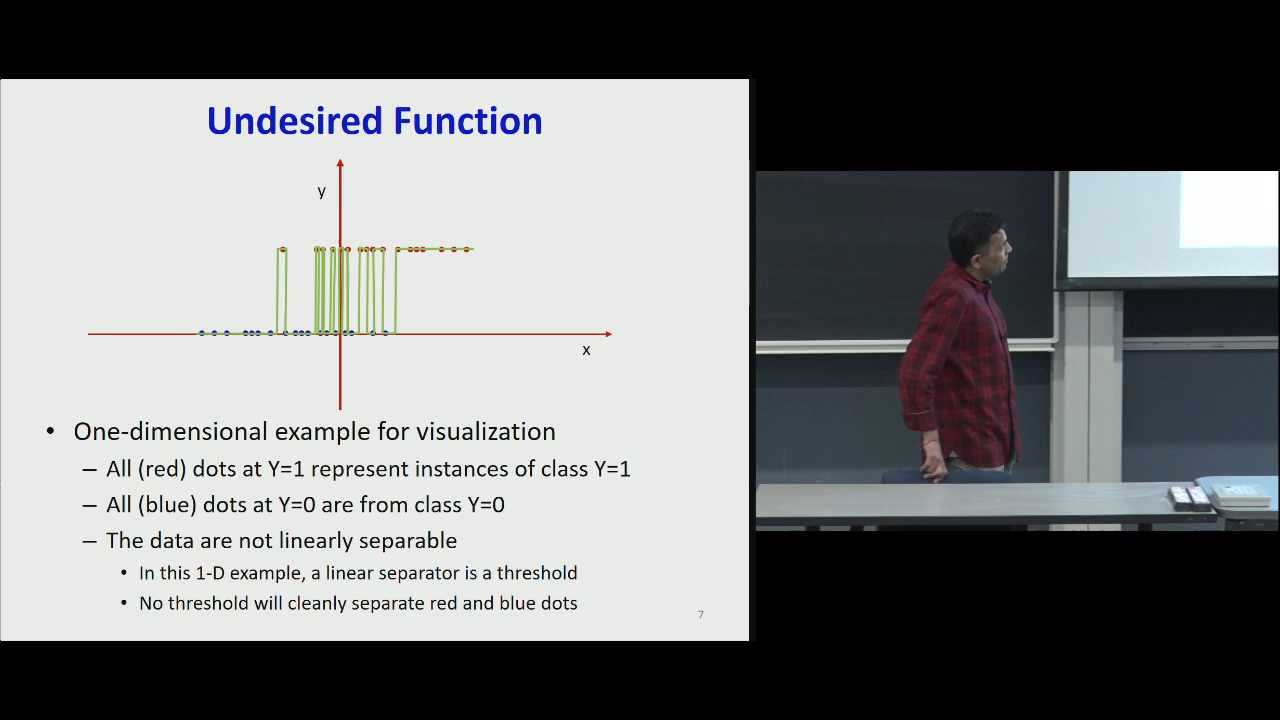 Undesired Function
y
x
• One-dimensional example for visualization
– All (red) dots at Y=1 represent instances of class Y=1
– All (blue) dots at Y=0 are from class Y=0
– The data are not linearly separable
• In this 1-D example, a linear separator is a threshold
• No threshold will cleanly separate red and blue dots
7